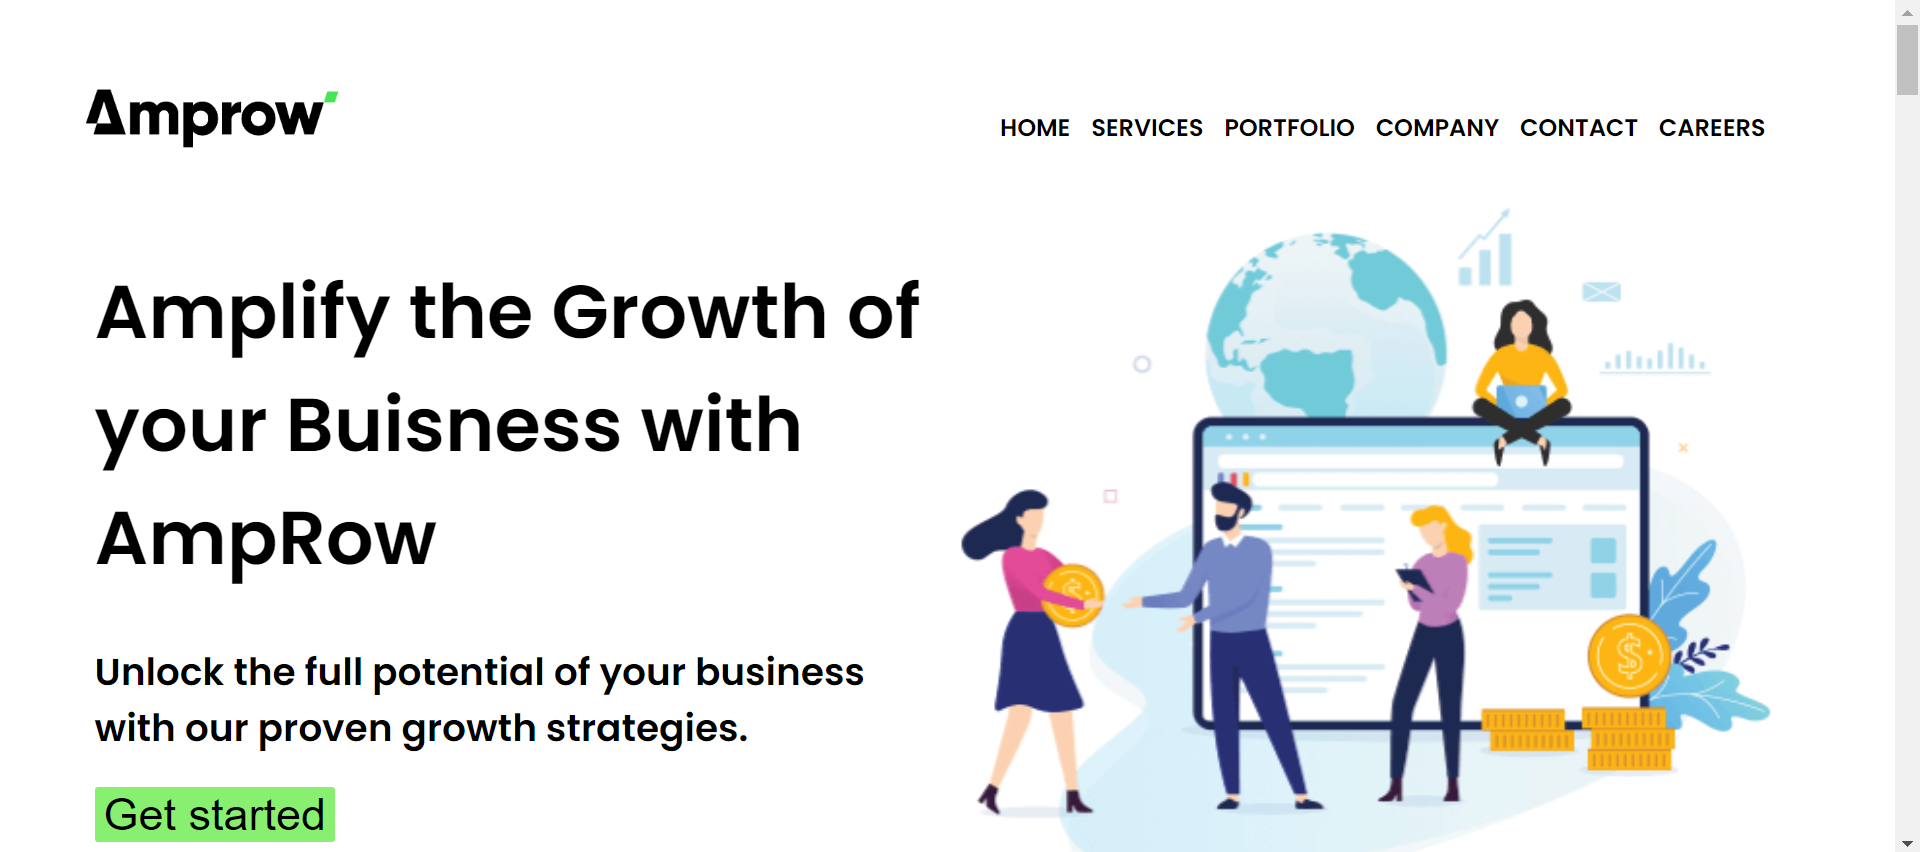 Amprow
HOME SERVICES PORTFOLIO COMPANY CONTACT CAREERS
Amplify the Growth of
your Buisness with
AmpRow
Unlock the full potential of your business
with our proven growth strategies.
Get started
$
$